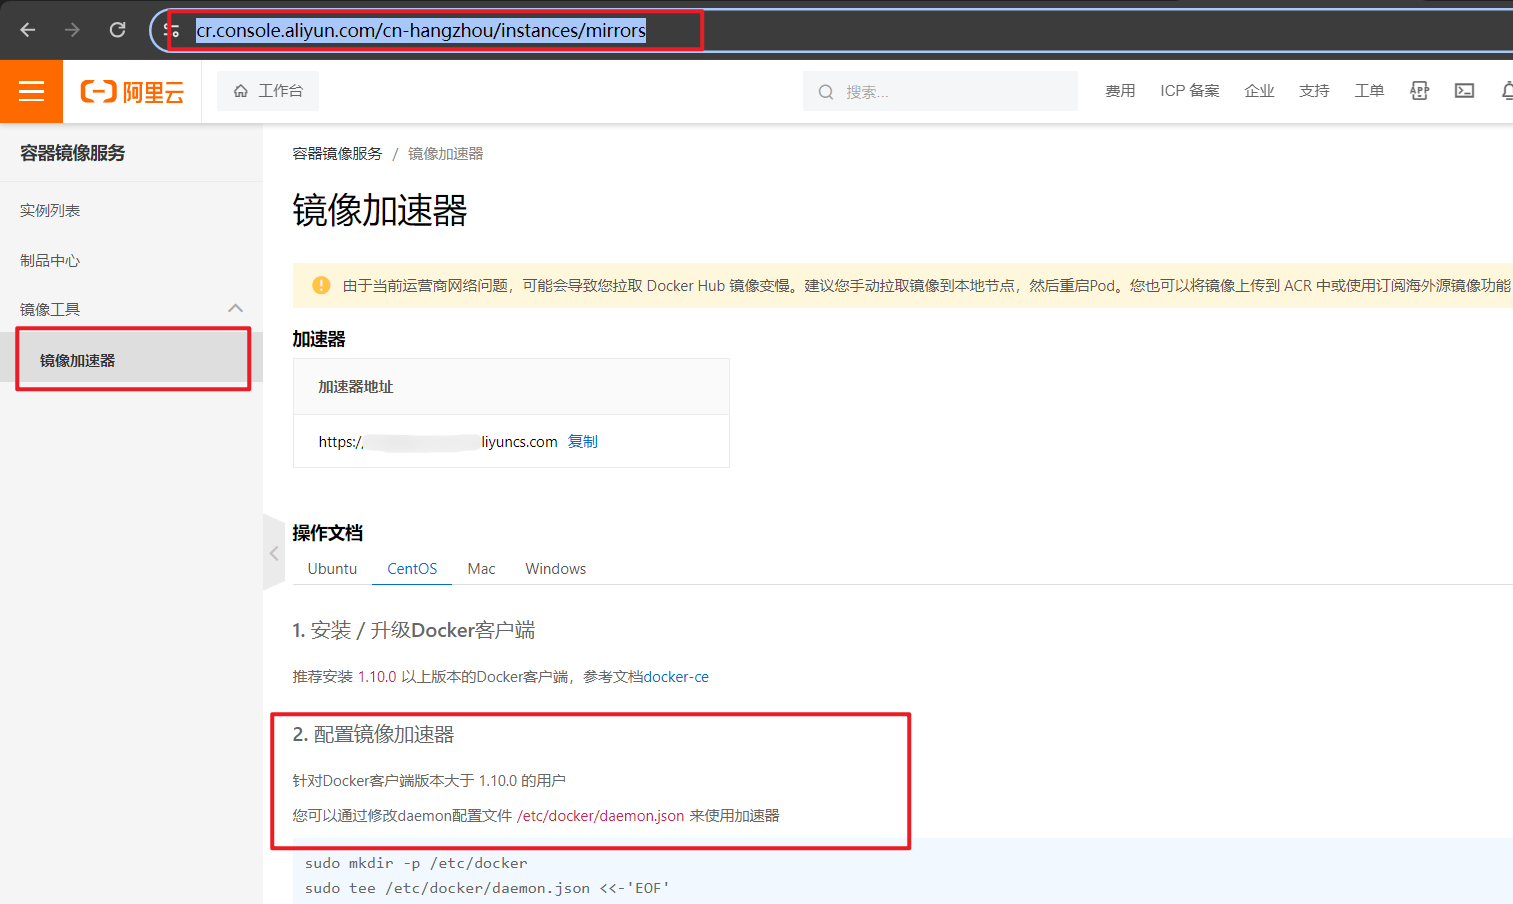 cr.console.aliyun.com/cn-hangzhou/instances/mirrors
阿里云
工作台
搜索...
费用
ICP 备案
企业
支持
工单
APP
容器镜像服务
实例列表
制品中心
镜像工具
镜像加速器
容器镜像服务 / 镜像加速器
镜像加速器
由于当前运营商网络问题，可能会导致您拉取 Docker Hub 镜像变慢。建议您手动拉取镜像到本地节点，然后重启Pod。您也可以将镜像上传到 ACR 中或使用订阅海外源镜像功能
加速器
加速器地址
https:/ liyuncs.com 复制
操作文档
Ubuntu CentOS Mac Windows
1. 安装 / 升级Docker客户端
推荐安装 1.10.0 以上版本的Docker客户端，参考文档docker-ce
2. 配置镜像加速器
针对Docker客户端版本大于 1.10.0 的用户
您可以通过修改daemon配置文件 /etc/docker/daemon.json 来使用加速器
sudo mkdir -p /etc/docker
sudo tee /etc/docker/daemon.json <<-'EOF'